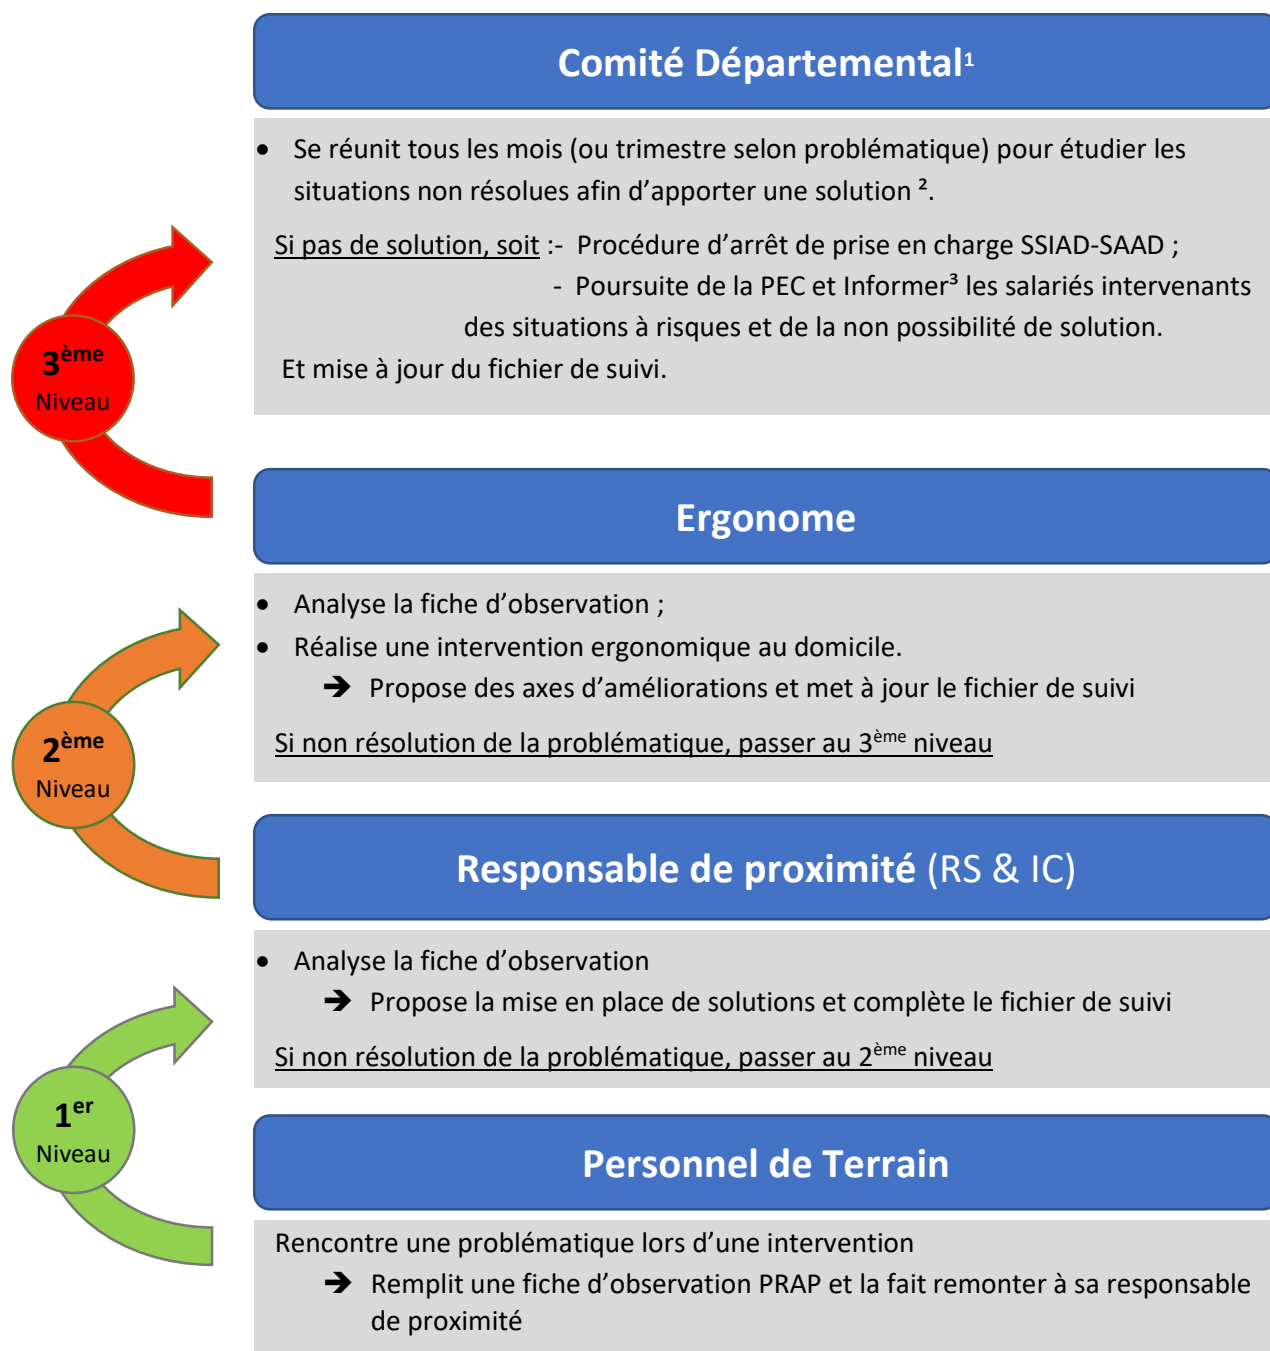 Comité Départemental¹
• Se réunit tous les mois (ou trimestre selon problématique) pour étudier les
situations non résolues afin d’apporter une solution ².
Si pas de solution, soit :- Procédure d’arrêt de prise en charge SSIAD-SAAD ;
- Poursuite de la PEC et Informer³ les salariés intervenants
des situations à risques et de la non possibilité de solution.
Et mise à jour du fichier de suivi.
3ème
Niveau
Ergonome
• Analyse la fiche d’observation ;
• Réalise une intervention ergonomique au domicile.
➔ Propose des axes d’améliorations et met à jour le fichier de suivi
Si non résolution de la problématique, passer au 3ème niveau
2ème
Niveau
Responsable de proximité (RS & IC)
• Analyse la fiche d’observation
➔ Propose la mise en place de solutions et complète le fichier de suivi
Si non résolution de la problématique, passer au 2ème niveau
1er
Niveau
Personnel de Terrain
Rencontre une problématique lors d’une intervention
➔ Remplit une fiche d’observation PRAP et la fait remonter à sa responsable
de proximité